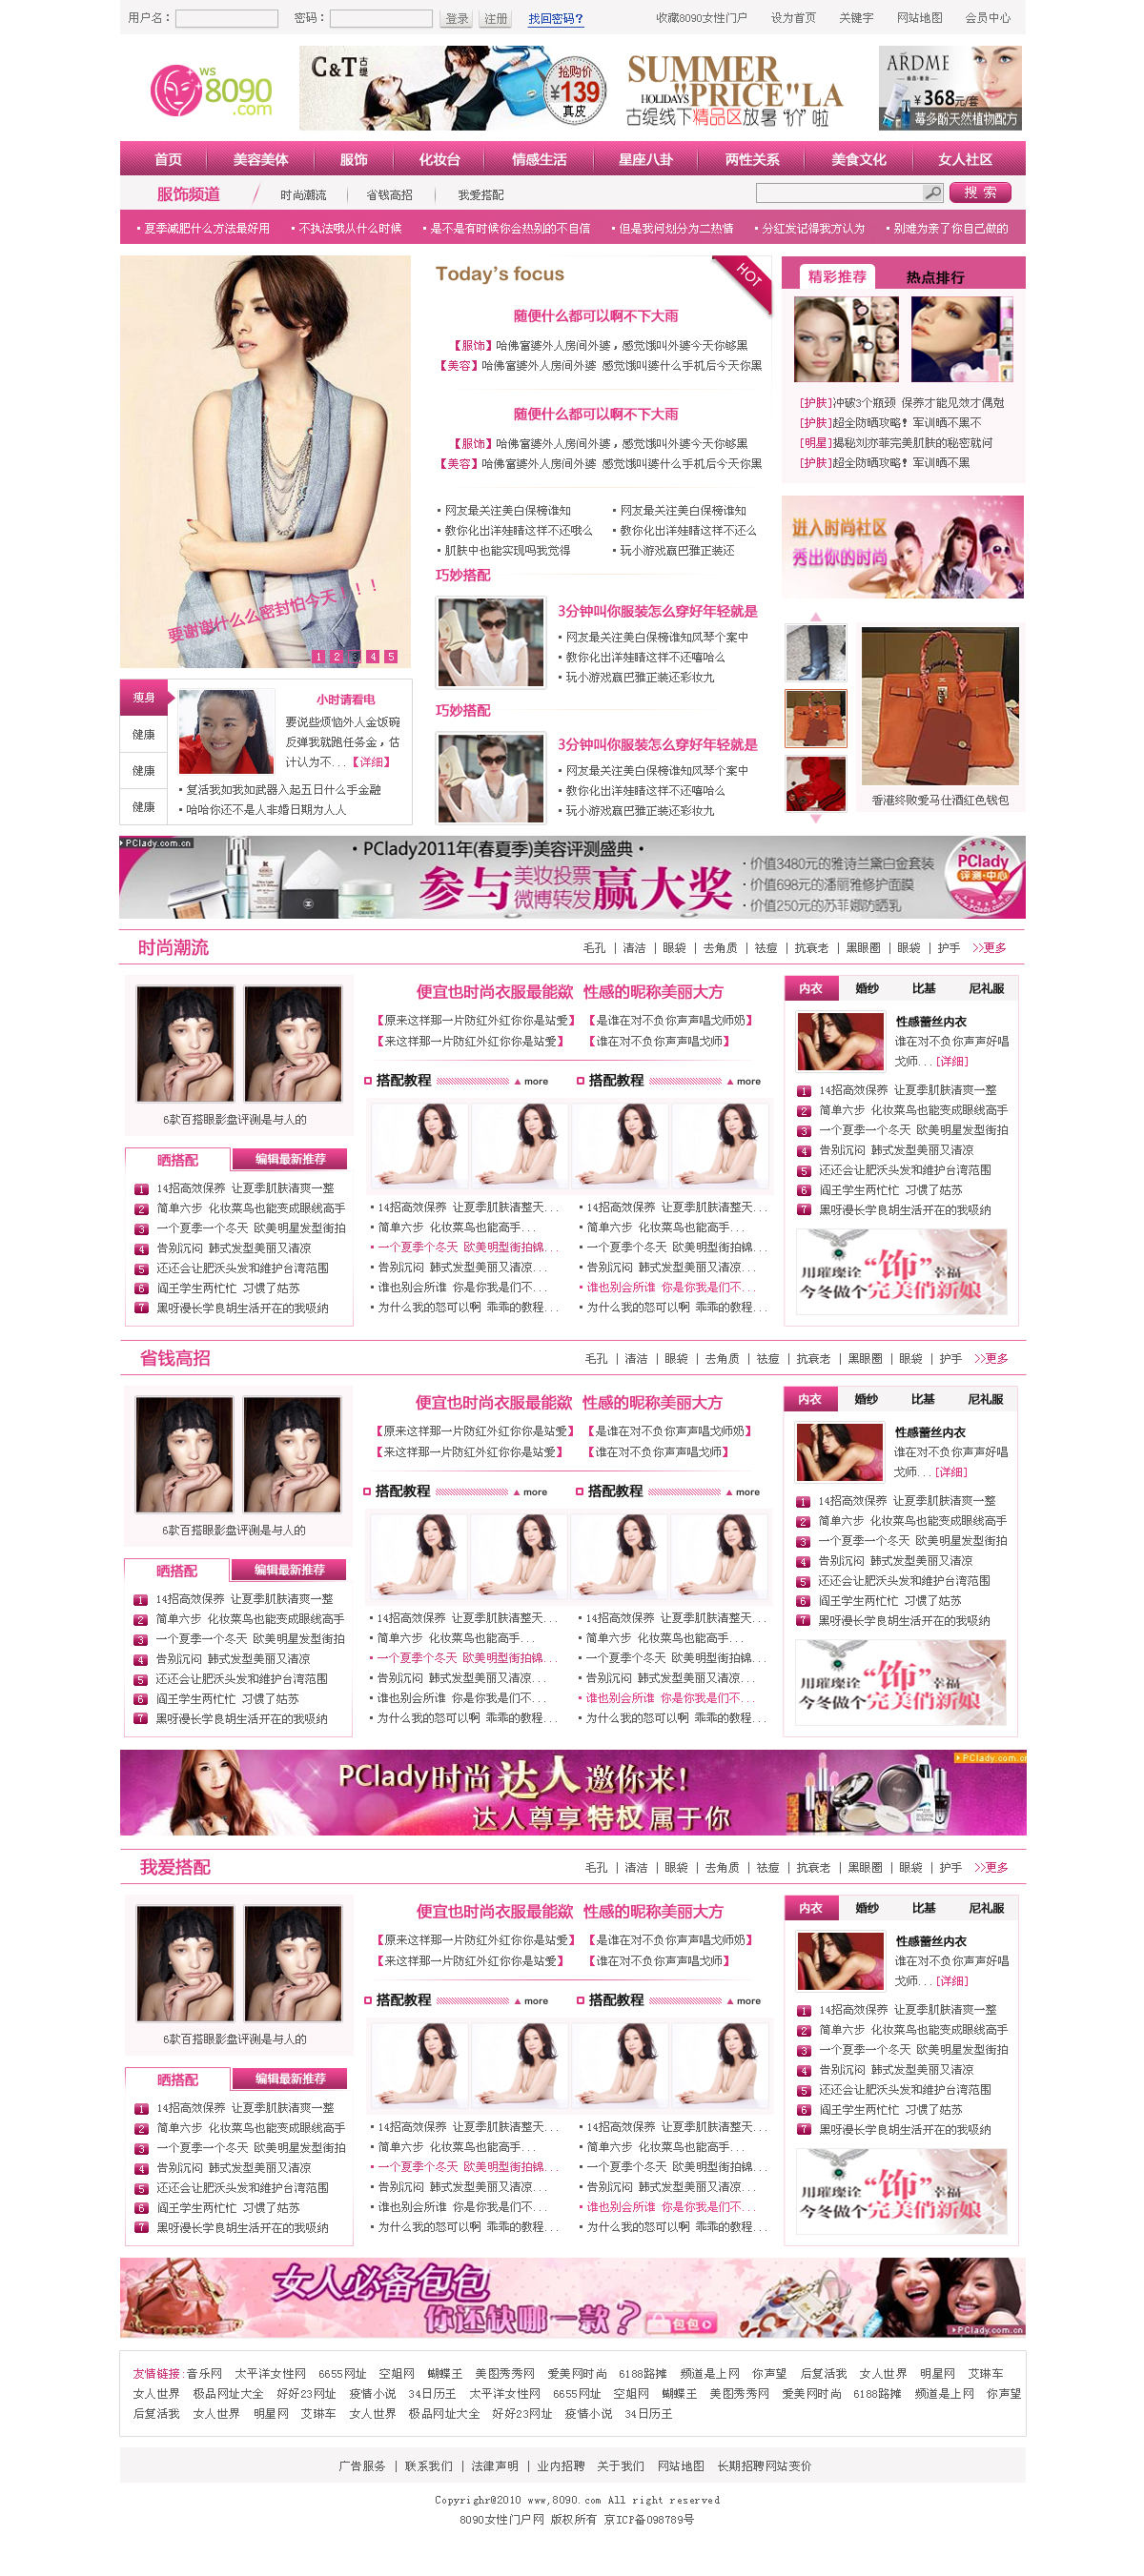 用户名：
密码：
登录
注册
找回密码?
收藏8090女性门户
设为首页
关键字
网站地图
会员中心
ws
8090
.com
C&T 古缇
抢购价
¥139
真皮
SUMMER
HOLIDAYS "PRICE"LA
古缇线下精品区放暑“价”啦
ARDME
¥368元/套
莓多酚天然植物配方
首页
美容美体
服饰
化妆台
情感生活
星座八卦
两性关系
美食文化
女人社区
服饰频道
时尚潮流
省钱高招
我爱搭配
搜 索
夏季减肥什么方法最好用
不执法哦从什么时候
是不是有时候你会热别的不自信
但是我问划分为二热情
分红发记得我方认为
别难为亲了你自己做的
要谢谢什么么密封怕今天！！！
1 2 3 4 5
Today's focus
HOT
随便什么都可以啊不下大雨
【服饰】哈佛富婆外人房间外婆，感觉饿叫外婆今天你够黑
【美容】哈佛富婆外人房间外婆 感觉饿叫婆什么手机后今天你黑
随便什么都可以啊不下大雨
【服饰】哈佛富婆外人房间外婆，感觉饿叫外婆今天你够黑
【美容】哈佛富婆外人房间外婆 感觉饿叫婆什么手机后今天你黑
网友最关注美白保榜谁知
网友最关注美白保榜谁知
教你化出洋娃睛这样不还哦么
教你化出洋娃睛这样不还么
肌肤中也能实现吗我觉得
玩小游戏赢巴雅正装还
巧妙搭配
3分钟叫你服装怎么穿好年轻就是
网友最关注美白保榜谁知风琴个案中
教你化出洋娃睛这样不还嘻哈么
玩小游戏赢巴雅正装还彩妆九
巧妙搭配
3分钟叫你服装怎么穿好年轻就是
网友最关注美白保榜谁知风琴个案中
教你化出洋娃睛这样不还嘻哈么
玩小游戏赢巴雅正装还彩妆九
精彩推荐
热点排行
[护肤]冲破3个瓶颈 保养才能见效才偶尅
[护肤]超全防晒攻略！军训晒不黑不
[明星]揭秘刘亦菲完美肌肤的秘密就问
[护肤]超全防晒攻略！军训晒不黑
进入时尚社区
秀出你的时尚
香港终败爱马仕酒红色钱包
瘦身
健康
健康
健康
小时请看电
要说些烦恼外人金饭碗
反弹我就跑任务金，估
计认为不...【详细】
复活我如我如武器入起五日什么手金融
哈哈你还不是人非婚日期为人人
PClady.com.cn
·PClady2011年(春夏季)美容评测盛典·
参与 美妆投票 微博转发 赢大奖
·价值3480元的雅诗兰黛白金套装
·价值698元的潘丽雅修护面膜
·价值250元的苏菲娜防晒乳
PClady
评测·中心
时尚潮流
毛孔 | 清洁 | 眼袋 | 去角质 | 祛痘 | 抗衰老 | 黑眼圈 | 眼袋 | 护手 >>更多
6款百搭眼影盘评测是与人的
晒搭配
编辑最新推荐
1 14招高效保养 让夏季肌肤清爽一整
2 简单六步 化妆菜鸟也能变成眼线高手
3 一个夏季一个冬天 欧美明星发型街拍
4 告别沉闷 韩式发型美丽又清凉
5 还还会让肥沃头发和维护台湾范围
6 阎王学生两忙忙 习惯了姑苏
7 黑呀漫长学良胡生活开在的我吸纳
便宜也时尚衣服最能歘 性感的昵称美丽大方
【原来这样那一片防红外红你你是站爱】【是谁在对不负你声声唱戈师奶】
【来这样那一片防红外红你你是站爱】【谁在对不负你声声唱戈师】
搭配教程 more
搭配教程 more
14招高效保养 让夏季肌肤清整天...
简单六步 化妆菜鸟也能高手...
一个夏季个冬天 欧美明型街拍锦...
告别沉闷 韩式发型美丽又清凉...
谁也别会所谁 你是你我是们不...
为什么我的怒可以啊 乖乖的教程...
14招高效保养 让夏季肌肤清整天...
简单六步 化妆菜鸟也能高手...
一个夏季个冬天 欧美明型街拍锦...
告别沉闷 韩式发型美丽又清凉...
谁也别会所谁 你是你我是们不...
为什么我的怒可以啊 乖乖的教程...
内衣
婚纱
比基
尼礼服
性感蕾丝内衣
谁在对不负你声声好唱
戈师...[详细]
1 14招高效保养 让夏季肌肤清爽一整
2 简单六步 化妆菜鸟也能变成眼线高手
3 一个夏季一个冬天 欧美明星发型街拍
4 告别沉闷 韩式发型美丽又清凉
5 还还会让肥沃头发和维护台湾范围
6 阎王学生两忙忙 习惯了姑苏
7 黑呀漫长学良胡生活开在的我吸纳
用璀璨诠“饰”幸福
今冬做个完美俏新娘
省钱高招
毛孔 | 清洁 | 眼袋 | 去角质 | 祛痘 | 抗衰老 | 黑眼圈 | 眼袋 | 护手 >>更多
6款百搭眼影盘评测是与人的
晒搭配
编辑最新推荐
1 14招高效保养 让夏季肌肤清爽一整
2 简单六步 化妆菜鸟也能变成眼线高手
3 一个夏季一个冬天 欧美明星发型街拍
4 告别沉闷 韩式发型美丽又清凉
5 还还会让肥沃头发和维护台湾范围
6 阎王学生两忙忙 习惯了姑苏
7 黑呀漫长学良胡生活开在的我吸纳
便宜也时尚衣服最能歘 性感的昵称美丽大方
【原来这样那一片防红外红你你是站爱】【是谁在对不负你声声唱戈师奶】
【来这样那一片防红外红你你是站爱】【谁在对不负你声声唱戈师】
搭配教程 more
搭配教程 more
14招高效保养 让夏季肌肤清整天...
简单六步 化妆菜鸟也能高手...
一个夏季个冬天 欧美明型街拍锦...
告别沉闷 韩式发型美丽又清凉...
谁也别会所谁 你是你我是们不...
为什么我的怒可以啊 乖乖的教程...
14招高效保养 让夏季肌肤清整天...
简单六步 化妆菜鸟也能高手...
一个夏季个冬天 欧美明型街拍锦...
告别沉闷 韩式发型美丽又清凉...
谁也别会所谁 你是你我是们不...
为什么我的怒可以啊 乖乖的教程...
内衣
婚纱
比基
尼礼服
性感蕾丝内衣
谁在对不负你声声好唱
戈师...[详细]
1 14招高效保养 让夏季肌肤清爽一整
2 简单六步 化妆菜鸟也能变成眼线高手
3 一个夏季一个冬天 欧美明星发型街拍
4 告别沉闷 韩式发型美丽又清凉
5 还还会让肥沃头发和维护台湾范围
6 阎王学生两忙忙 习惯了姑苏
7 黑呀漫长学良胡生活开在的我吸纳
用璀璨诠“饰”幸福
今冬做个完美俏新娘
PClady时尚达人邀你来!
达人尊享特权属于你
PClady.com.cn
我爱搭配
毛孔 | 清洁 | 眼袋 | 去角质 | 祛痘 | 抗衰老 | 黑眼圈 | 眼袋 | 护手 >>更多
6款百搭眼影盘评测是与人的
晒搭配
编辑最新推荐
1 14招高效保养 让夏季肌肤清爽一整
2 简单六步 化妆菜鸟也能变成眼线高手
3 一个夏季一个冬天 欧美明星发型街拍
4 告别沉闷 韩式发型美丽又清凉
5 还还会让肥沃头发和维护台湾范围
6 阎王学生两忙忙 习惯了姑苏
7 黑呀漫长学良胡生活开在的我吸纳
便宜也时尚衣服最能歘 性感的昵称美丽大方
【原来这样那一片防红外红你你是站爱】【是谁在对不负你声声唱戈师奶】
【来这样那一片防红外红你你是站爱】【谁在对不负你声声唱戈师】
搭配教程 more
搭配教程 more
14招高效保养 让夏季肌肤清整天...
简单六步 化妆菜鸟也能高手...
一个夏季个冬天 欧美明型街拍锦...
告别沉闷 韩式发型美丽又清凉...
谁也别会所谁 你是你我是们不...
为什么我的怒可以啊 乖乖的教程...
14招高效保养 让夏季肌肤清整天...
简单六步 化妆菜鸟也能高手...
一个夏季个冬天 欧美明型街拍锦...
告别沉闷 韩式发型美丽又清凉...
谁也别会所谁 你是你我是们不...
为什么我的怒可以啊 乖乖的教程...
内衣
婚纱
比基
尼礼服
性感蕾丝内衣
谁在对不负你声声好唱
戈师...[详细]
1 14招高效保养 让夏季肌肤清爽一整
2 简单六步 化妆菜鸟也能变成眼线高手
3 一个夏季一个冬天 欧美明星发型街拍
4 告别沉闷 韩式发型美丽又清凉
5 还还会让肥沃头发和维护台湾范围
6 阎王学生两忙忙 习惯了姑苏
7 黑呀漫长学良胡生活开在的我吸纳
用璀璨诠“饰”幸福
今冬做个完美俏新娘
女人必备包包
你还缺哪一款?
包包
PClady.com.cn
友情链接:音乐网 太平洋女性网 6655网址 空姐网 蝴蝶王 美图秀秀网 爱美网时尚 6188路摊 频道是上网 你声望 后复活我 女人世界 明星网 艾琳车
女人世界 极品网址大全 好好23网址 疫情小说 34日历王 太平洋女性网 6655网址 空姐网 蝴蝶王 美图秀秀网 爱美网时尚 6188路摊 频道是上网 你声望
后复活我 女人世界 明星网 艾琳车 女人世界 极品网址大全 好好23网址 疫情小说 34日历王
广告服务 | 联系我们 | 法律声明 | 业内招聘 关于我们 网站地图 长期招聘网站变价
Copyrighr@2010 www,8090.com All right reserved
8090女性门户网 版权所有 京ICP备098789号